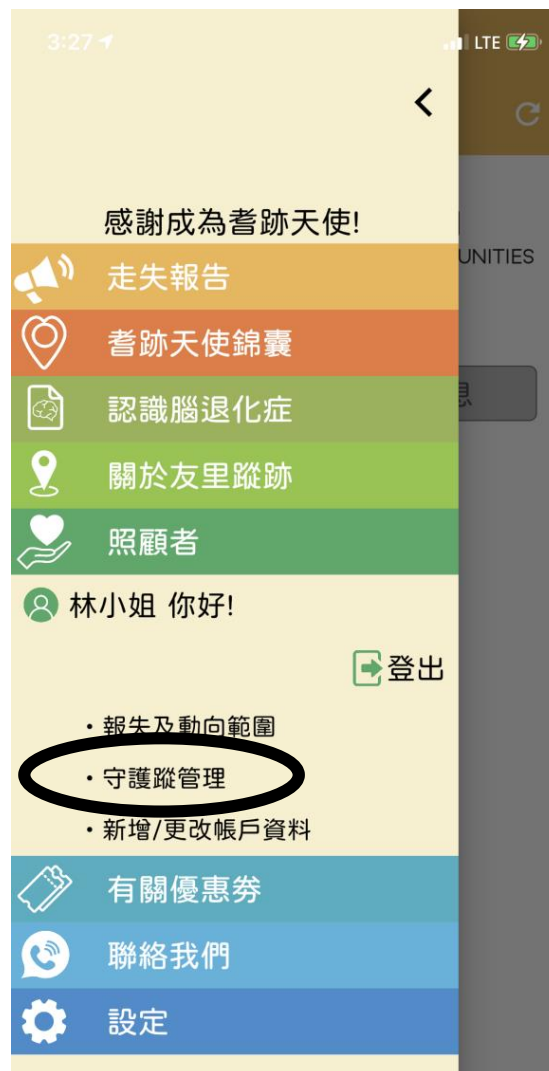 3:27
LTE
感謝成為耆跡天使!
UNITIES
走失報告
耆跡天使錦囊
息
認識腦退化症
關於友里蹤跡
照顧者
林小姐 你好!
登出
・報失及動向範圍
・守護蹤管理
・新增/更改帳戶資料
有關優惠券
聯絡我們
設定